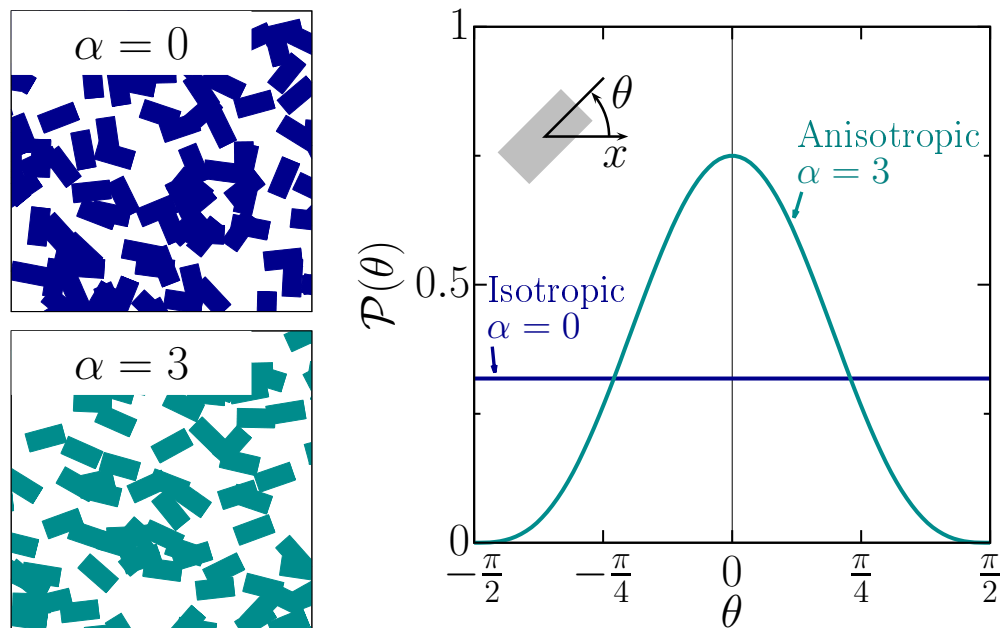 α = 0
α = 3
1
0.5
0
𝒫(θ)
θ
x
Anisotropic
α = 3
Isotropic
α = 0
−π/2
−π/4
0
π/4
π/2
θ